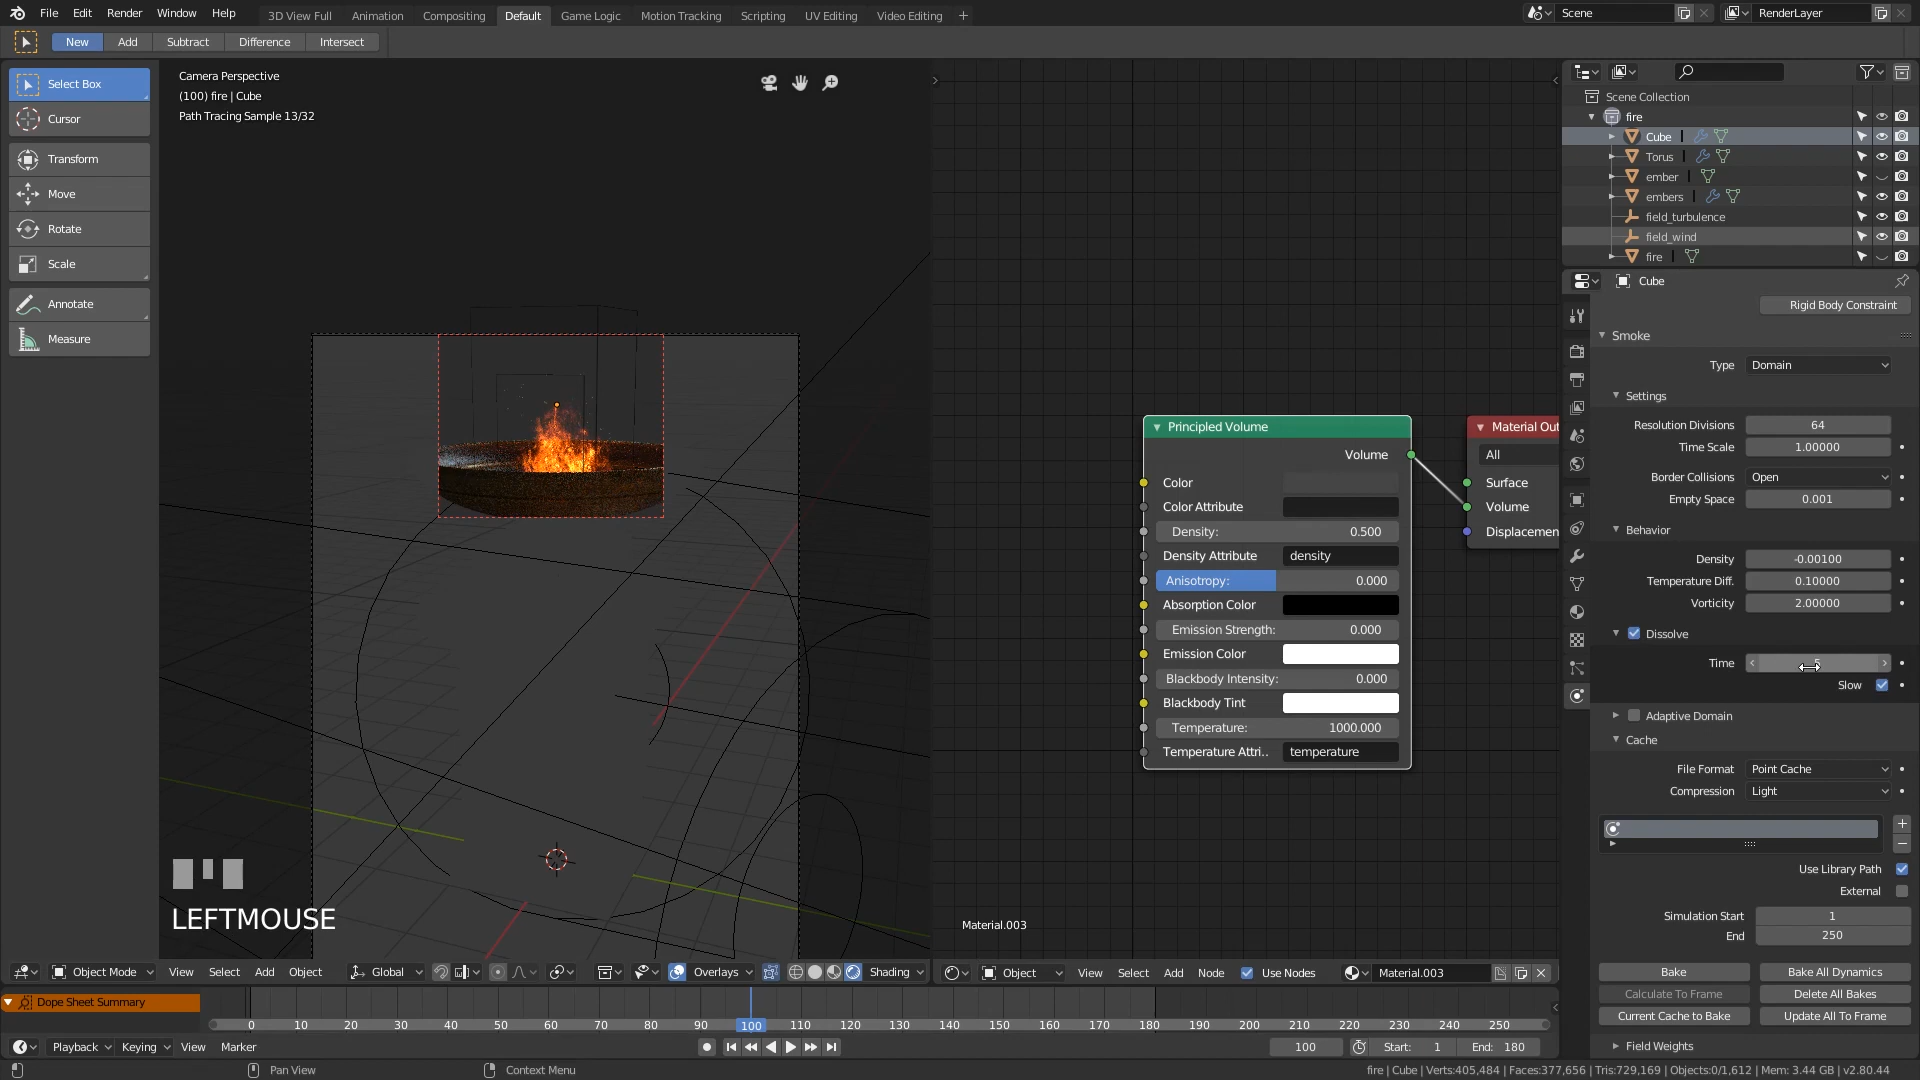 File Edit Render Window Help
3D View Full Animation Compositing Default Game Logic Motion Tracking Scripting UV Editing Video Editing
Scene
RenderLayer
New Add Subtract Difference Intersect
Select Box
Cursor
Transform
Move
Rotate
Scale
Annotate
Measure
Camera Perspective
(100) fire | Cube
Path Tracing Sample 13/32
LEFTMOUSE
Principled Volume
Volume
Color
Color Attribute
Density: 0.500
Density Attribute density
Anisotropy: 0.000
Absorption Color
Emission Strength: 0.000
Emission Color
Blackbody Intensity: 0.000
Blackbody Tint
Temperature: 1000.000
Temperature Attri.. temperature
Material Out
All
Surface
Volume
Displacemen
Material.003
Scene Collection
fire
Cube
Torus
ember
embers
field_turbulence
field_wind
fire
Cube
Rigid Body Constraint
Smoke
Type Domain
Settings
Resolution Divisions 64
Time Scale 1.00000
Border Collisions Open
Empty Space 0.001
Behavior
Density -0.00100
Temperature Diff. 0.10000
Vorticity 2.00000
Dissolve
Time
Slow
Adaptive Domain
Cache
File Format Point Cache
Compression Light
Use Library Path
External
Simulation Start 1
End 250
Bake Bake All Dynamics
Calculate To Frame Delete All Bakes
Current Cache to Bake Update All To Frame
Field Weights
Object Mode View Select Add Object Global Overlays Shading
Object View Select Add Node Use Nodes Material.003
Dope Sheet Summary
0 10 20 30 40 50 60 70 80 90 100 110 120 130 140 150 160 170 180 190 200 210 220 230 240 250
Playback Keying View Marker
100 Start: 1 End: 180
Pan View Context Menu
fire | Cube | Verts:405,484 | Faces:377,656 | Tris:729,169 | Objects:0/1,612 | Mem: 3.44 GB | v2.80.44